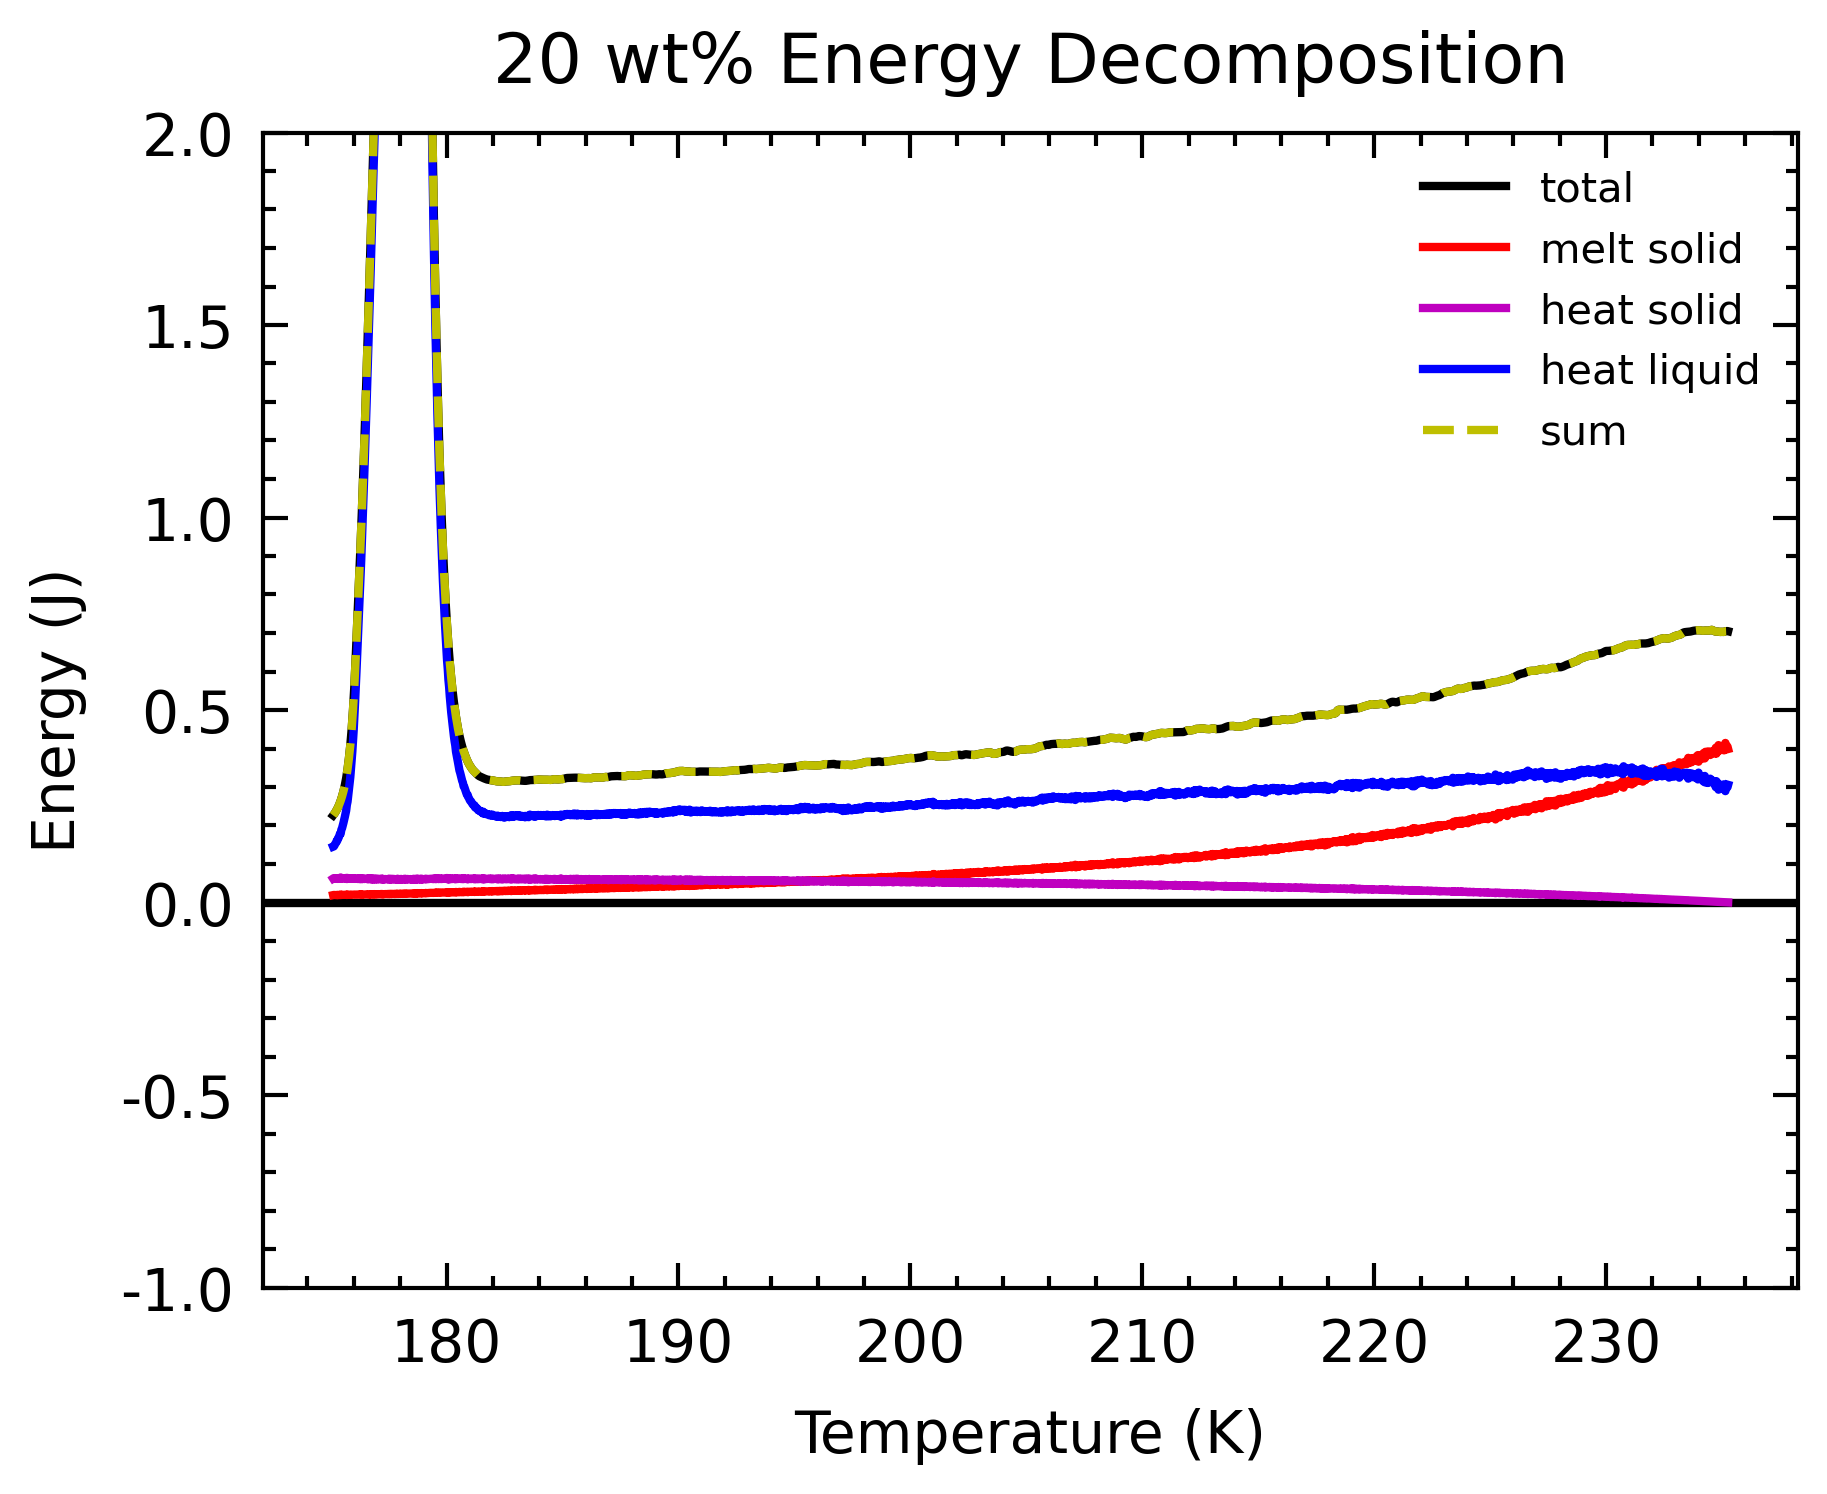 20 wt% Energy Decomposition
2.0
1.5
1.0
0.5
0.0
-0.5
-1.0
Energy (J)
total
melt solid
heat solid
heat liquid
sum
180 190 200 210 220 230
Temperature (K)